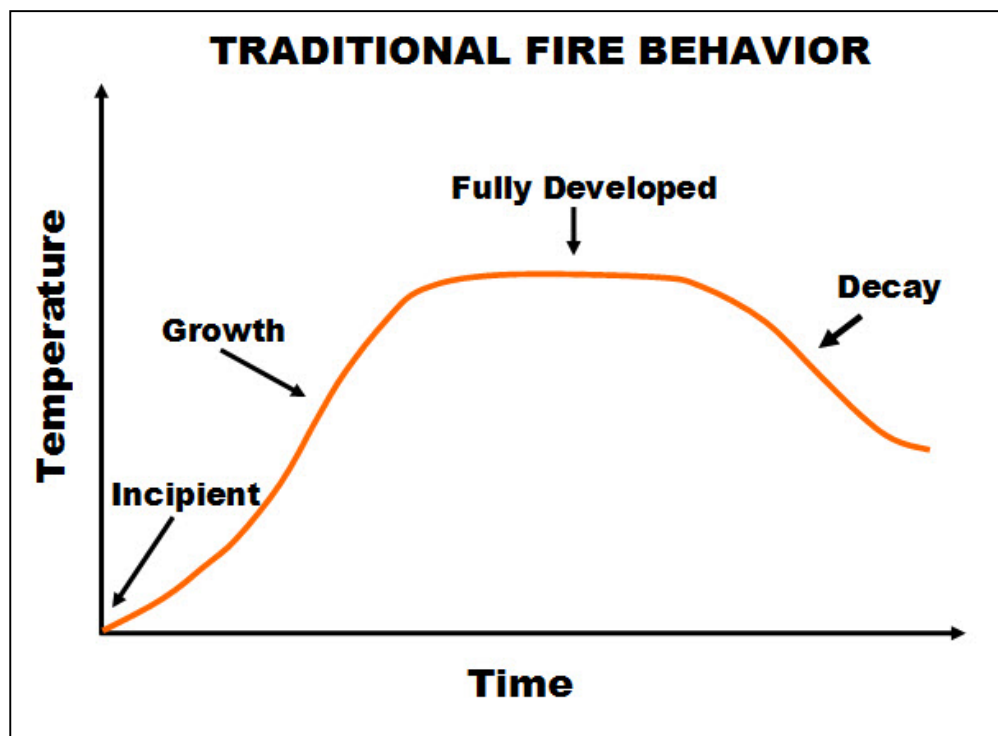 TRADITIONAL FIRE BEHAVIOR
Fully Developed
Decay
Growth
Temperature
Incipient
Time